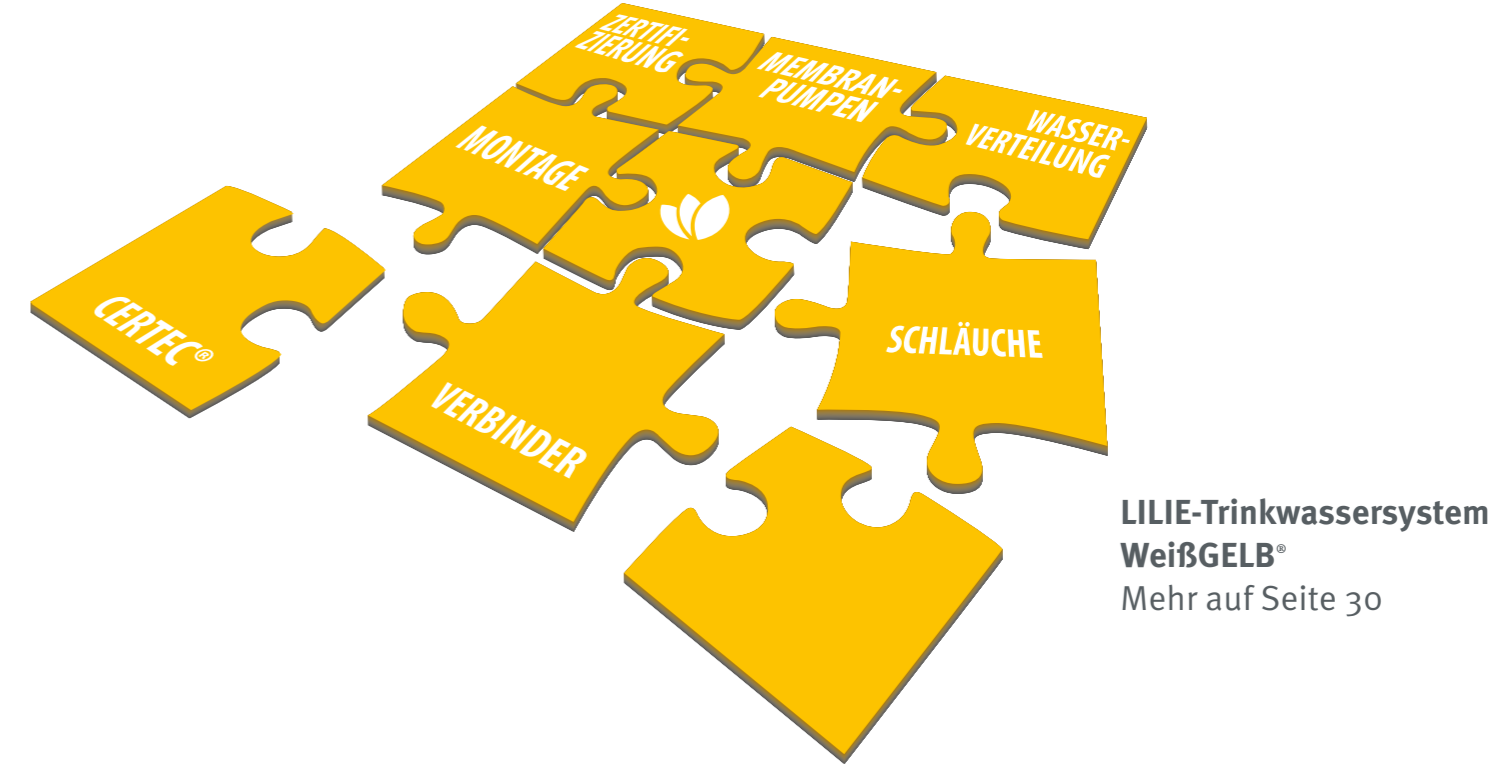 ZERTIFI-
ZIERUNG
MEMBRAN-
PUMPEN
WASSER-
VERTEILUNG
MONTAGE
CERTEC®
VERBINDER
SCHLÄUCHE
LILIE-Trinkwassersystem
WeißGELB®
Mehr auf Seite 30